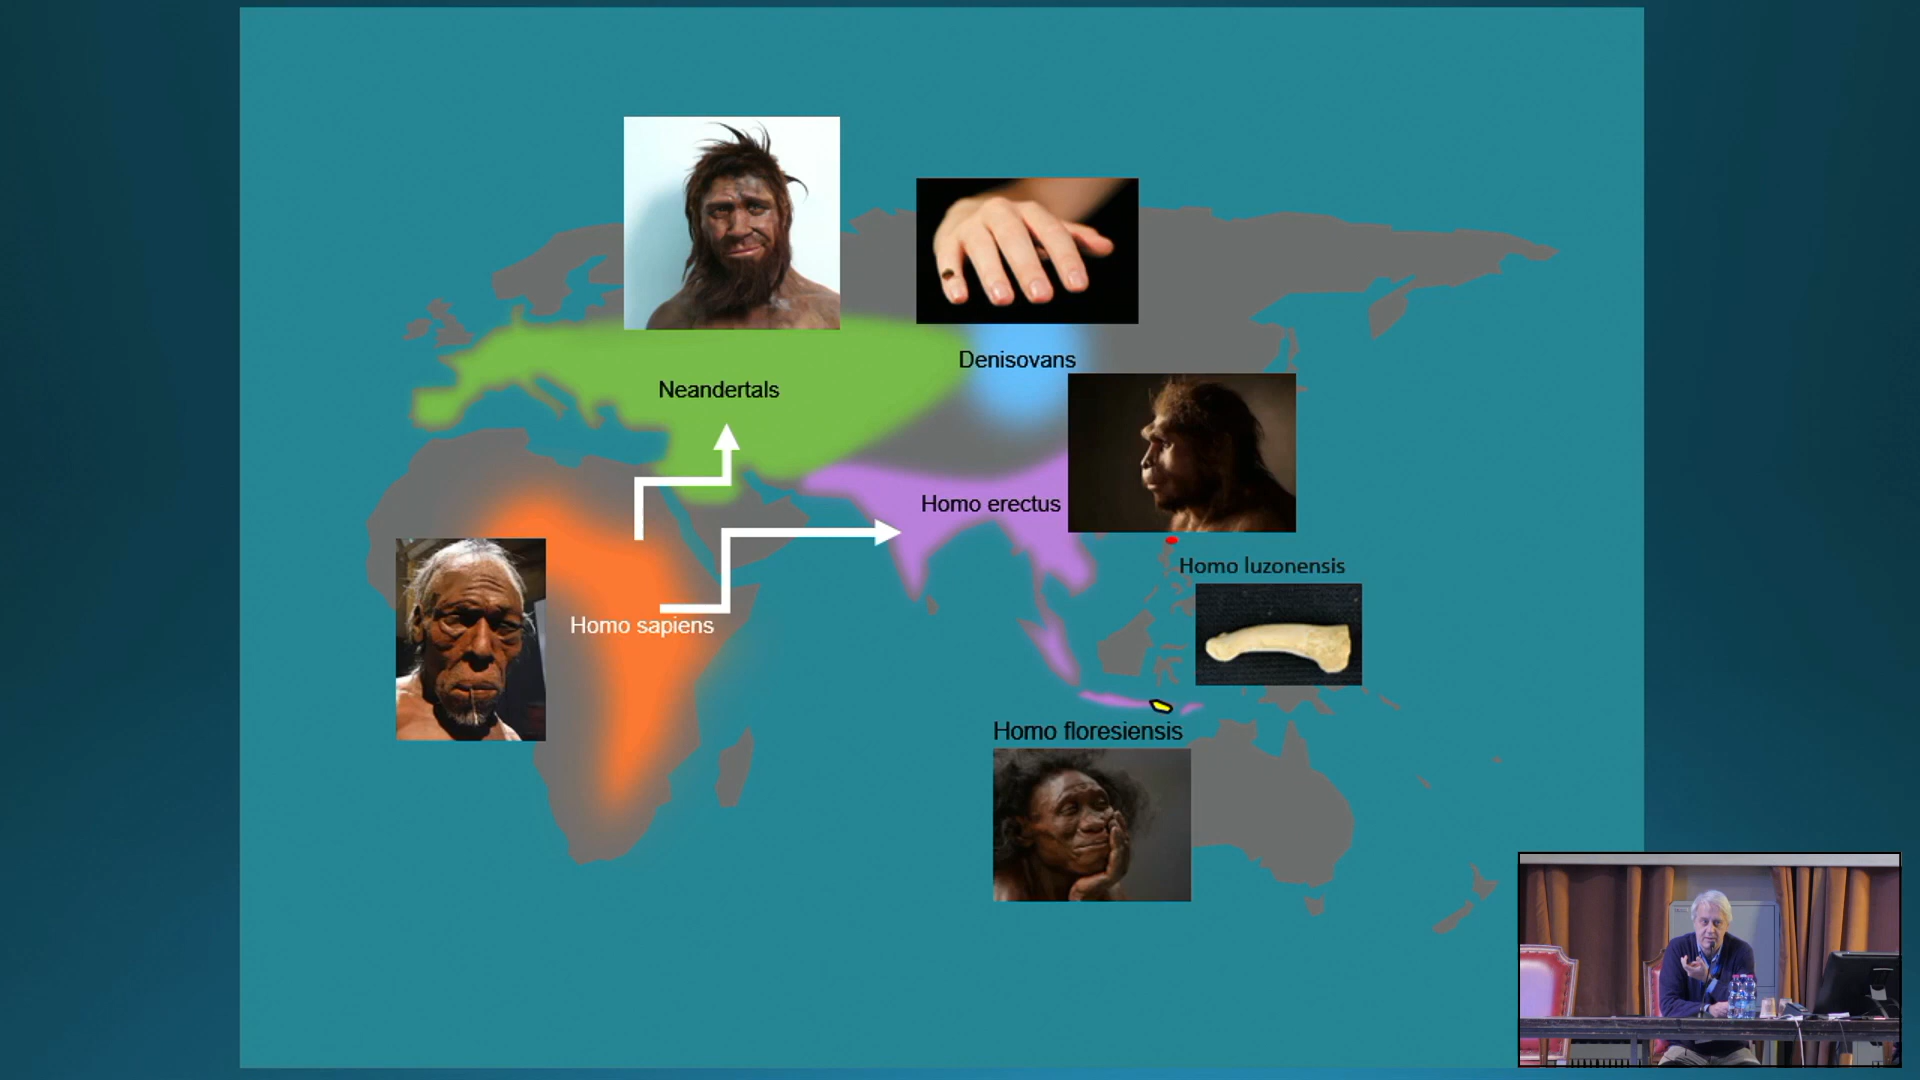 Denisovans
Neandertals
Homo erectus
Homo luzonensis
Homo sapiens
Homo floresiensis